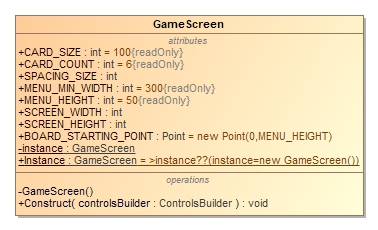 GameScreen
attributes
+CARD_SIZE : int = 100{readOnly}
+CARD_COUNT : int = 6{readOnly}
+SPACING_SIZE : int
+MENU_MIN_WIDTH : int = 300{readOnly}
+MENU_HEIGHT : int = 50{readOnly}
+SCREEN_WIDTH : int
+SCREEN_HEIGHT : int
+BOARD_STARTING_POINT : Point = new Point(0,MENU_HEIGHT)
-instance : GameScreen
+Instance : GameScreen = >instance??(instance=new GameScreen())
operations
-GameScreen()
+Construct( controlsBuilder : ControlsBuilder ) : void